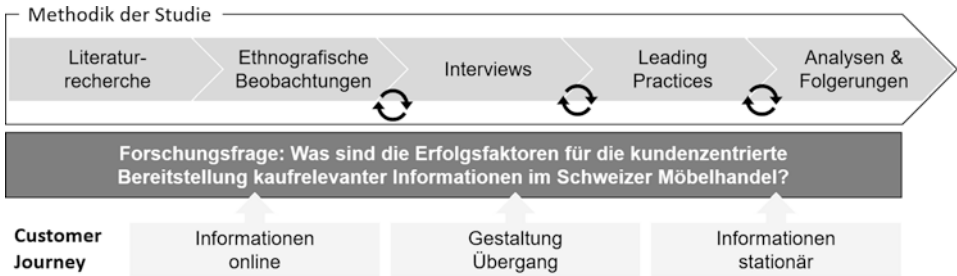 Methodik der Studie
Literatur-
recherche
Ethnografische
Beobachtungen
Interviews
Leading
Practices
Analysen &
Folgerungen
Forschungsfrage: Was sind die Erfolgsfaktoren für die kundenzentrierte
Bereitstellung kaufrelevanter Informationen im Schweizer Möbelhandel?
Customer
Journey
Informationen
online
Gestaltung
Übergang
Informationen
stationär